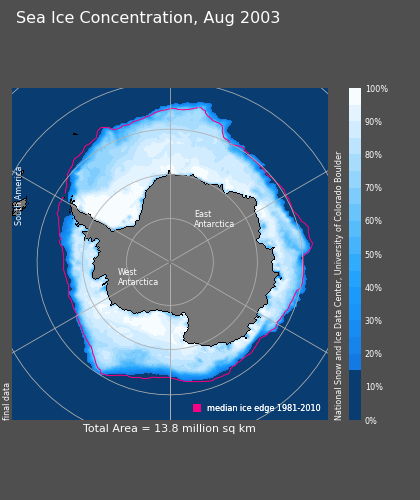 Sea Ice Concentration, Aug 2003
South America
East
Antarctica
West
Antarctica
final data
median ice edge 1981-2010
Total Area = 13.8 million sq km
National Snow and Ice Data Center, University of Colorado Boulder
100%
90%
80%
70%
60%
50%
40%
30%
20%
10%
0%